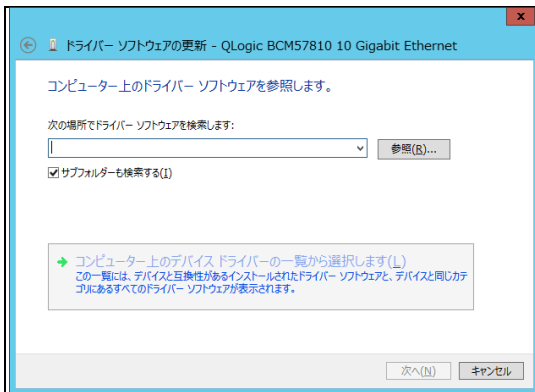 x
ドライバー ソフトウェアの更新 - QLogic BCM57810 10 Gigabit Ethernet
コンピューター上のドライバー ソフトウェアを参照します。
次の場所でドライバー ソフトウェアを検索します:
参照(R)...
サブフォルダーも検索する(I)
コンピューター上のデバイス ドライバーの一覧から選択します(L)
この一覧には、デバイスと互換性があるインストールされたドライバー ソフトウェアと、デバイスと同じカテ
ゴリにあるすべてのドライバー ソフトウェアが表示されます。
次へ(N)
キャンセル